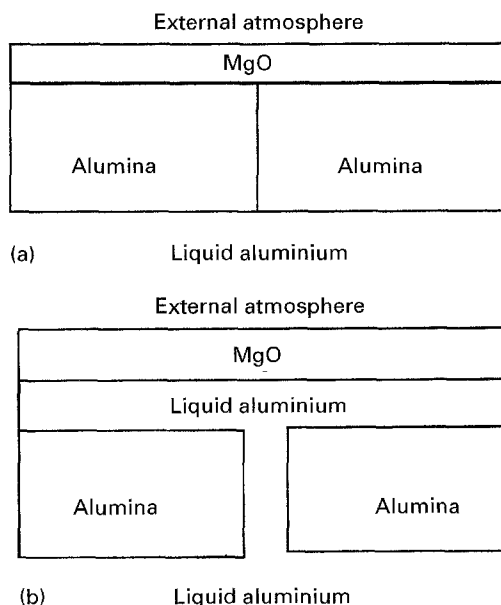 External atmosphere
MgO
Alumina Alumina
(a) Liquid aluminium
External atmosphere
MgO
Liquid aluminium
Alumina Alumina
(b) Liquid aluminium